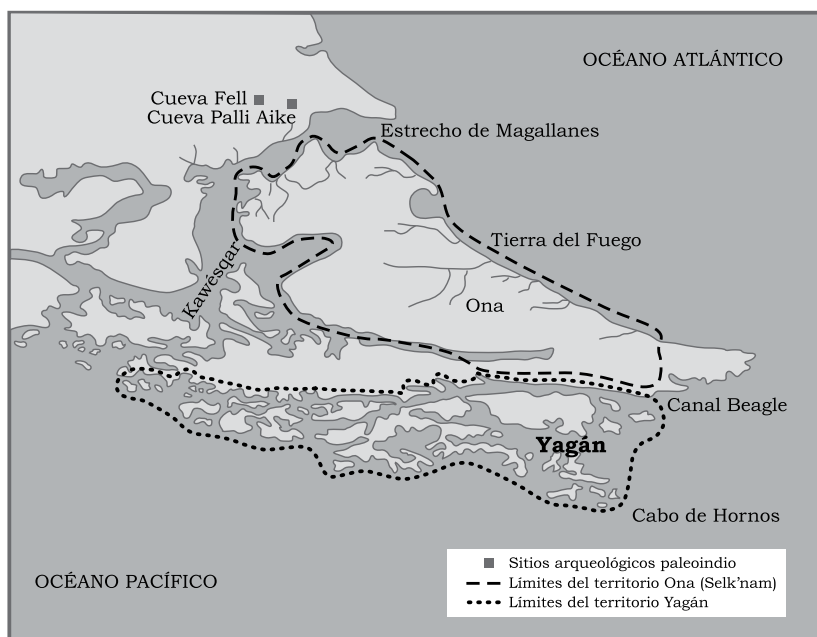 OCÉANO ATLÁNTICO
Cueva Fell
Cueva Palli Aike
Estrecho de Magallanes
Tierra del Fuego
Kawésqar
Ona
Canal Beagle
Yagán
Cabo de Hornos
OCÉANO PACÍFICO
Sitios arqueológicos paleoindio
Límites del territorio Ona (Selk'nam)
Límites del territorio Yagán